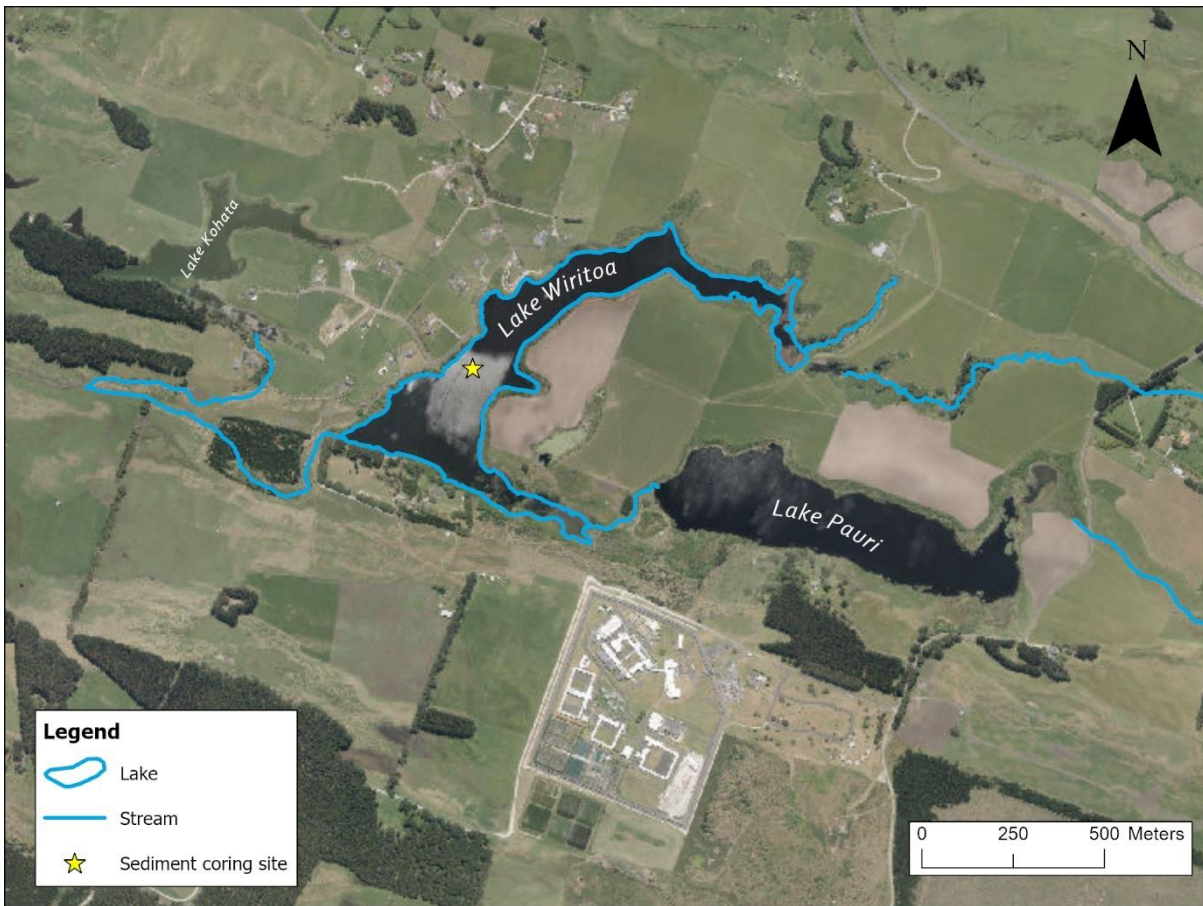 N
Lake Kohata
Lake Wiritoa
Lake Pauri
Legend
Lake
Stream
Sediment coring site
0 250 500 Meters